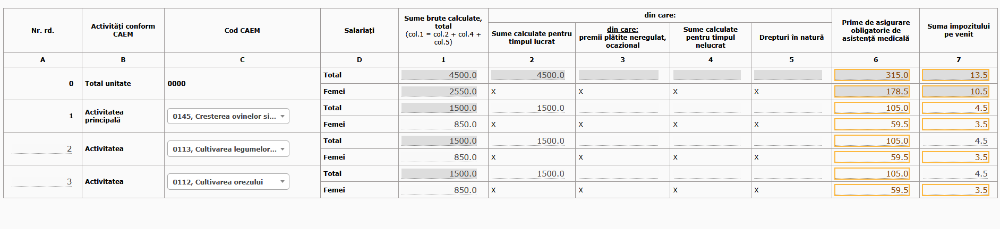 Nr. rd.
Activități conform
CAEM
Cod CAEM
Salariați
Sume brute calculate,
total
(col.1 = col.2 + col.4 +
col.5)
din care:
Sume calculate pentru
timpul lucrat
din care:
premii plătite neregulat,
ocazional
Sume calculate
pentru timpul
nelucrat
Drepturi în natură
Prime de asigurare
obligatorie de
asistență medicală
Suma impozitului
pe venit
A B C D 1 2 3 4 5 6 7
0 Total unitate 0000
Total 4500.0 4500.0 315.0 13.5
Femei 2550.0 X X X X 178.5 10.5
1 Activitatea
principală
0145, Cresterea ovinelor si...
Total 1500.0 1500.0 105.0 4.5
Femei 850.0 X X X X 59.5 3.5
2 Activitatea 0113, Cultivarea legumelor...
Total 1500.0 1500.0 105.0 4.5
Femei 850.0 X X X X 59.5 3.5
3 Activitatea 0112, Cultivarea orezului
Total 1500.0 1500.0 105.0 4.5
Femei 850.0 X X X X 59.5 3.5